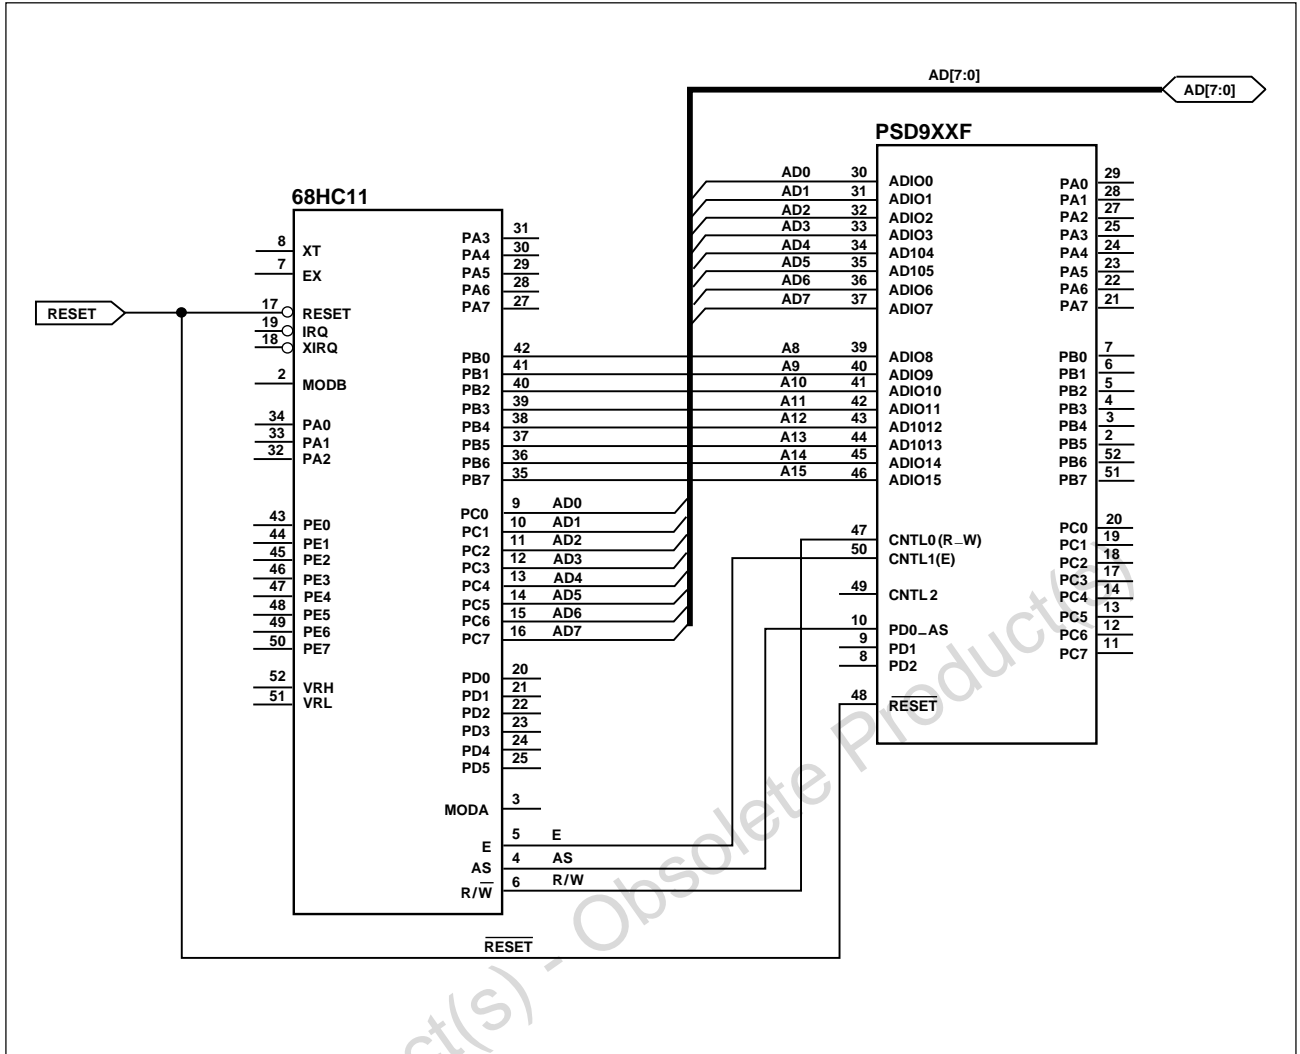 AD[7:0]
AD[7:0]
PSD9XXF
68HC11
RESET
8 XT
7 EX
17 RESET
19 IRQ
18 XIRQ
2 MODB
34 PA0
33 PA1
32 PA2
43 PE0
44 PE1
45 PE2
46 PE3
47 PE4
48 PE5
49 PE6
50 PE7
52 VRH
51 VRL
PA3 31
PA4 30
PA5 29
PA6 28
PA7 27
PB0 42
PB1 41
PB2 40
PB3 39
PB4 38
PB5 37
PB6 36
PB7 35
PC0 9 AD0
PC1 10 AD1
PC2 11 AD2
PC3 12 AD3
PC4 13 AD4
PC5 14 AD5
PC6 15 AD6
PC7 16 AD7
PD0 20
PD1 21
PD2 22
PD3 23
PD4 24
PD5 25
MODA 3
E 5 E
AS 4 AS
R/W 6 R/W
RESET
AD0 30 ADIO0
AD1 31 ADIO1
AD2 32 ADIO2
AD3 33 ADIO3
AD4 34 AD104
AD5 35 AD105
AD6 36 ADIO6
AD7 37 ADIO7
A8 39 ADIO8
A9 40 ADIO9
A10 41 ADIO10
A11 42 ADIO11
A12 43 AD1012
A13 44 AD1013
A14 45 ADIO14
A15 46 ADIO15
47 CNTL0(R_W)
50 CNTL1(E)
49 CNTL2
10 PD0_AS
9 PD1
8 PD2
48 RESET
PA0 29
PA1 28
PA2 27
PA3 25
PA4 24
PA5 23
PA6 22
PA7 21
PB0 7
PB1 6
PB2 5
PB3 4
PB4 3
PB5 2
PB6 52
PB7 51
PC0 20
PC1 19
PC2 18
PC3 17
PC4 14
PC5 13
PC6 12
PC7 11
ct(s) - Obsolete Product(s)